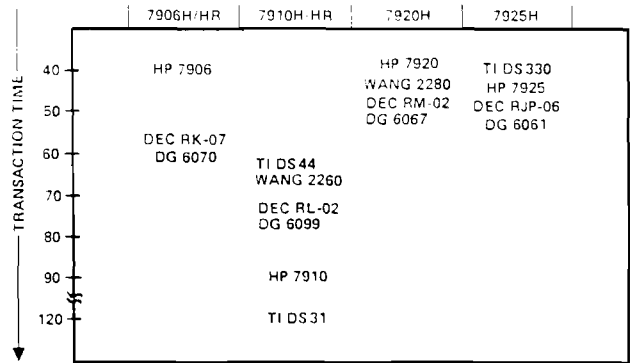 7906H/HR 7910H-HR 7920H 7925H
TRANSACTION TIME
40 HP 7906 HP 7920 TI DS330
WANG 2280 HP 7925
50 DEC RM-02 DEC RJP-06
DG 6067 DG 6061
DEC RK-07
60 DG 6070 TI DS44
WANG 2260
70 DEC RL-02
DG 6099
80
90 HP 7910
120 TI DS31